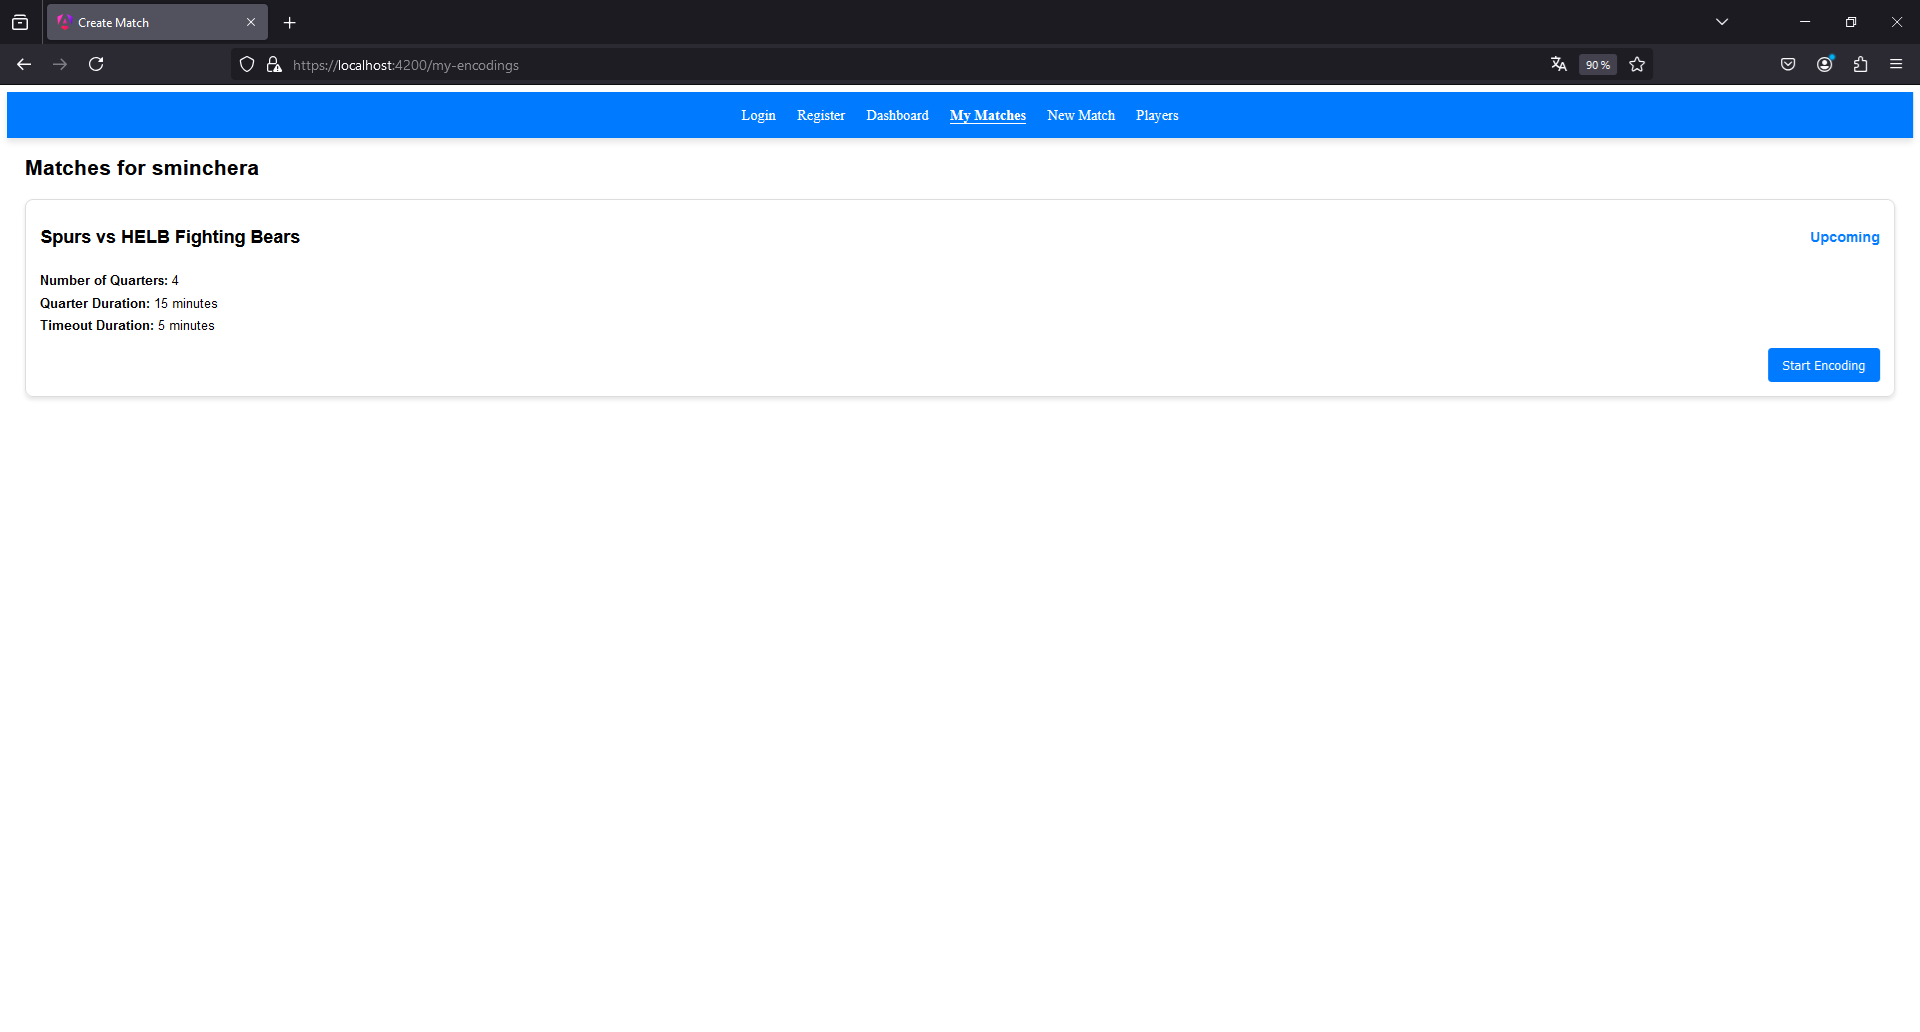 Create Match
https://localhost:4200/my-encodings
90 %
Login Register Dashboard My Matches New Match Players
Matches for sminchera
Spurs vs HELB Fighting Bears
Upcoming
Number of Quarters: 4
Quarter Duration: 15 minutes
Timeout Duration: 5 minutes
Start Encoding